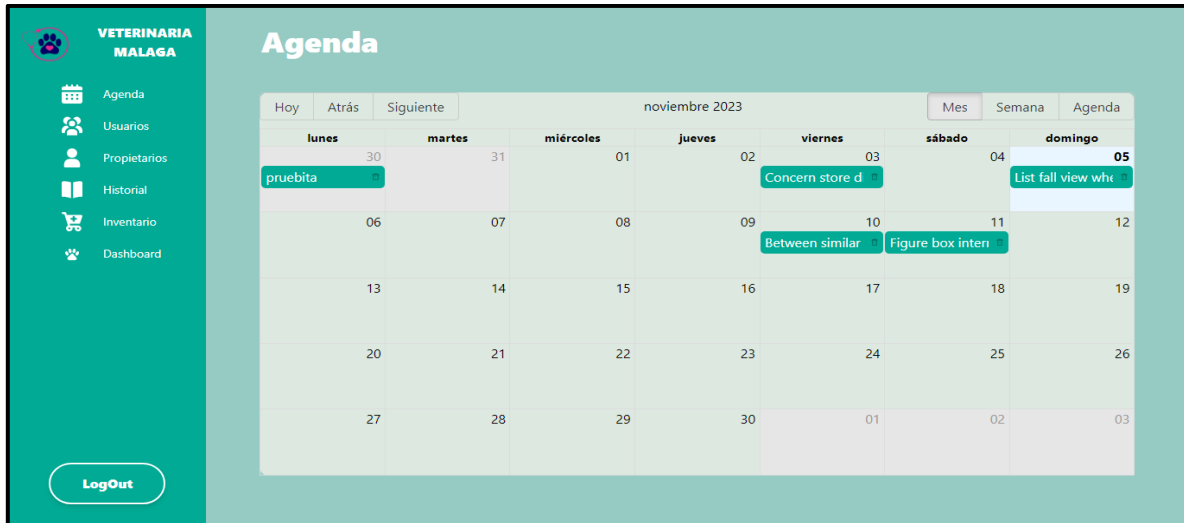 VETERINARIA
MALAGA
Agenda
Usuarios
Propietarios
Historial
Inventario
Dashboard
LogOut
Agenda
Hoy Atrás Siguiente noviembre 2023 Mes Semana Agenda
lunes martes miércoles jueves viernes sábado domingo
30 31 01 02 03 04 05
pruebita Concern store d List fall view whe
06 07 08 09 10 11 12
Between similar Figure box intern
13 14 15 16 17 18 19
20 21 22 23 24 25 26
27 28 29 30 01 02 03